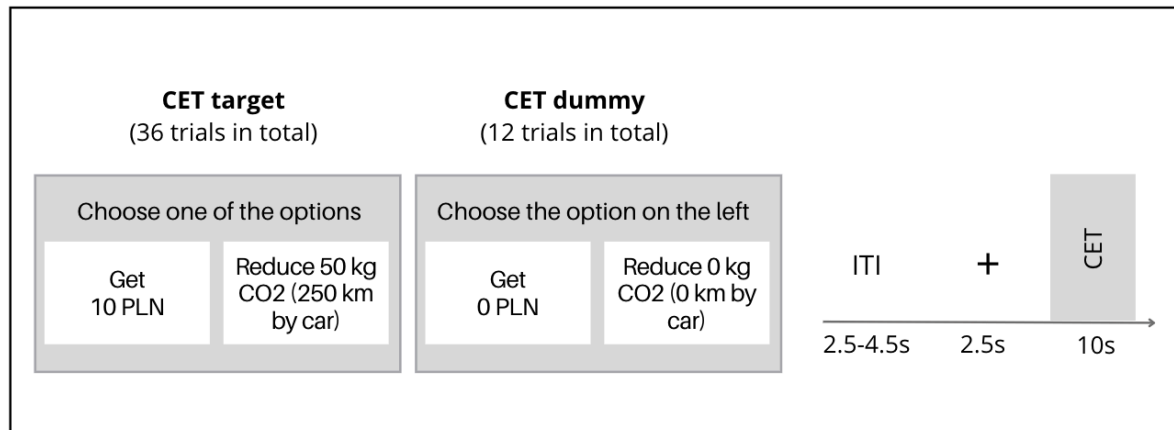 CET target
(36 trials in total)
Choose one of the options
Get
10 PLN
Reduce 50 kg
CO2 (250 km
by car)
CET dummy
(12 trials in total)
Choose the option on the left
Get
0 PLN
Reduce 0 kg
CO2 (0 km by
car)
ITI
+
CET
2.5-4.5s
2.5s
10s